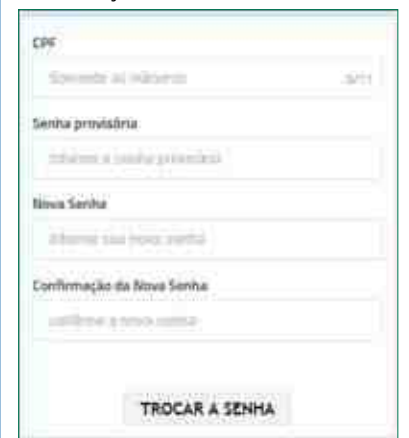 CPF
Somente os números 0/11
Senha provisória
Informe a senha provisória
Nova Senha
Informe sua nova senha
Confirmação da Nova Senha
confirme a nova senha
TROCAR A SENHA